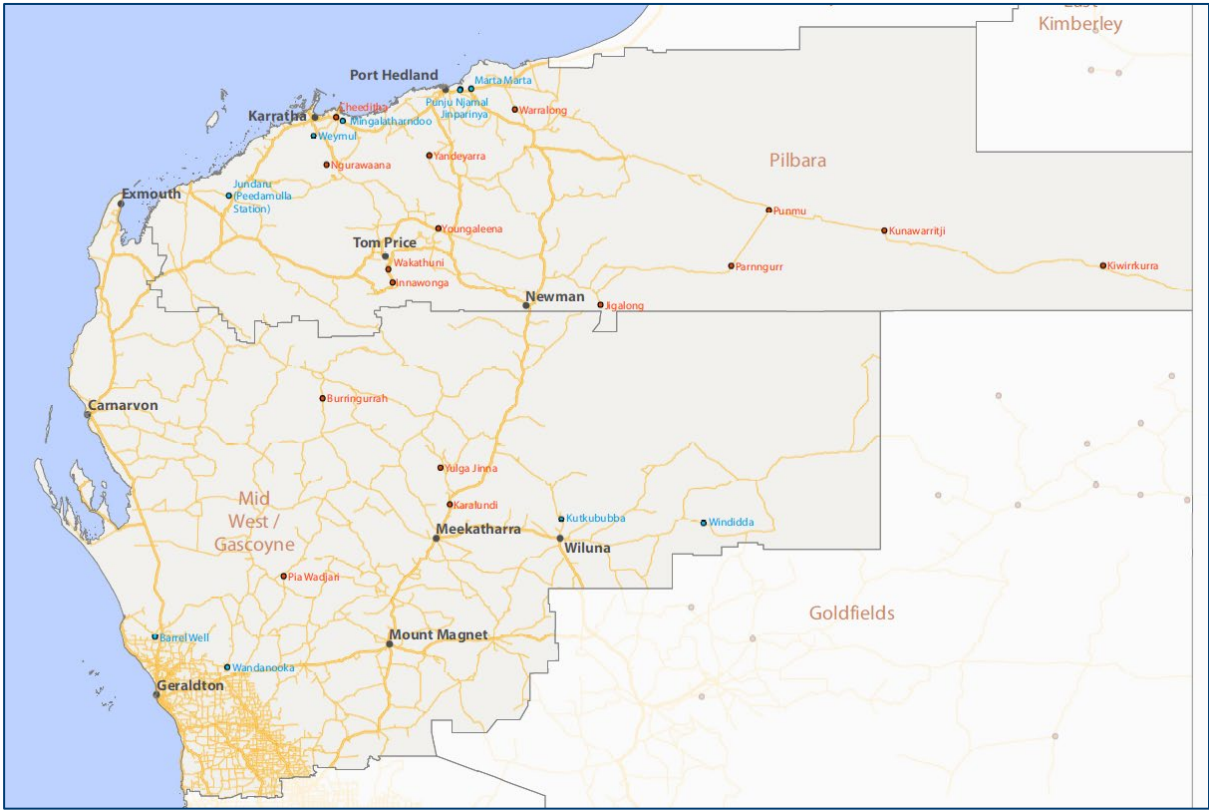 East
Kimberley
Port Hedland
Marta Marta
Punju Njamal
Jinparinya
Cheeditha
Karratha
Mingalatharndoo
Warralong
Weymul
Yandeyarra
Ngurawaana
Pilbara
Exmouth
Jundaru
(Peedamulla
Station)
Punmu
Youngaleena
Kunawarritji
Tom Price
Wakathuni
Parnngurr
Kiwirrkurra
Innawonga
Newman
Jigalong
Burringurrah
Carnarvon
Yulga Jinna
Mid
West /
Gascoyne
Karalundi
Kutkububba
Windidda
Meekatharra
Wiluna
Pia Wadjari
Goldfields
Barrel Well
Mount Magnet
Wandanooka
Geraldton